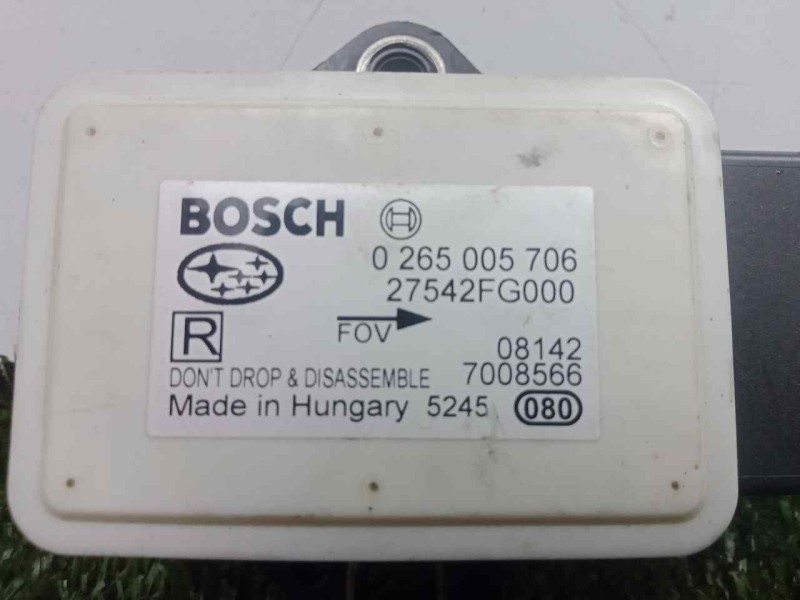 BOSCH
0 265 005 706
27542FG000
R
FOV
08142
DON'T DROP & DISASSEMBLE 7008566
Made in Hungary 5245 080